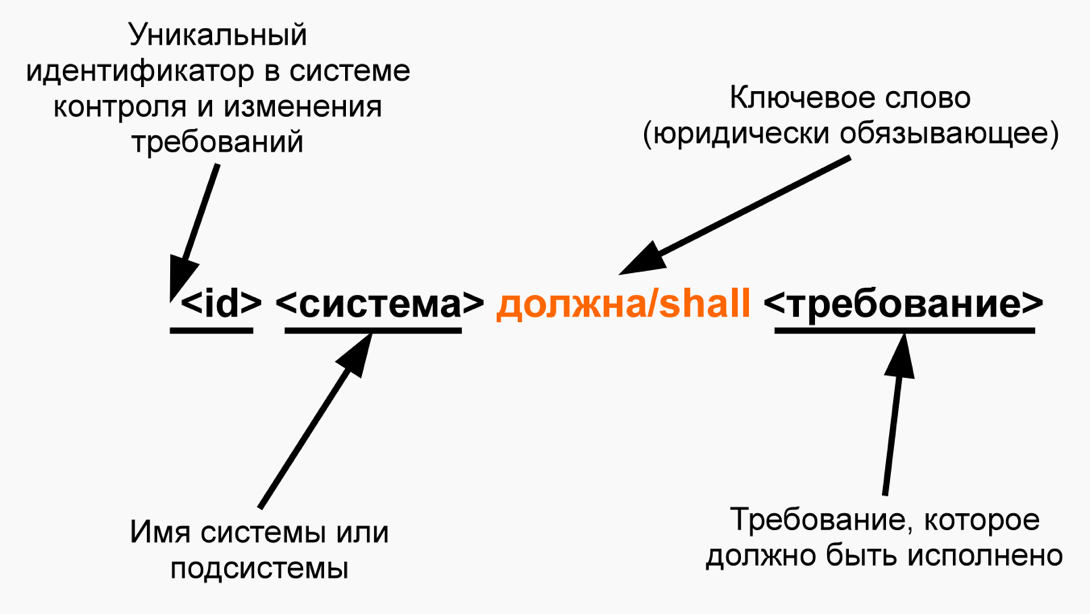 Уникальный
идентификатор в системе
контроля и изменения
требований
Ключевое слово
(юридически обязывающее)
<id> <система> должна/shall <требование>
Имя системы или
подсистемы
Требование, которое
должно быть исполнено